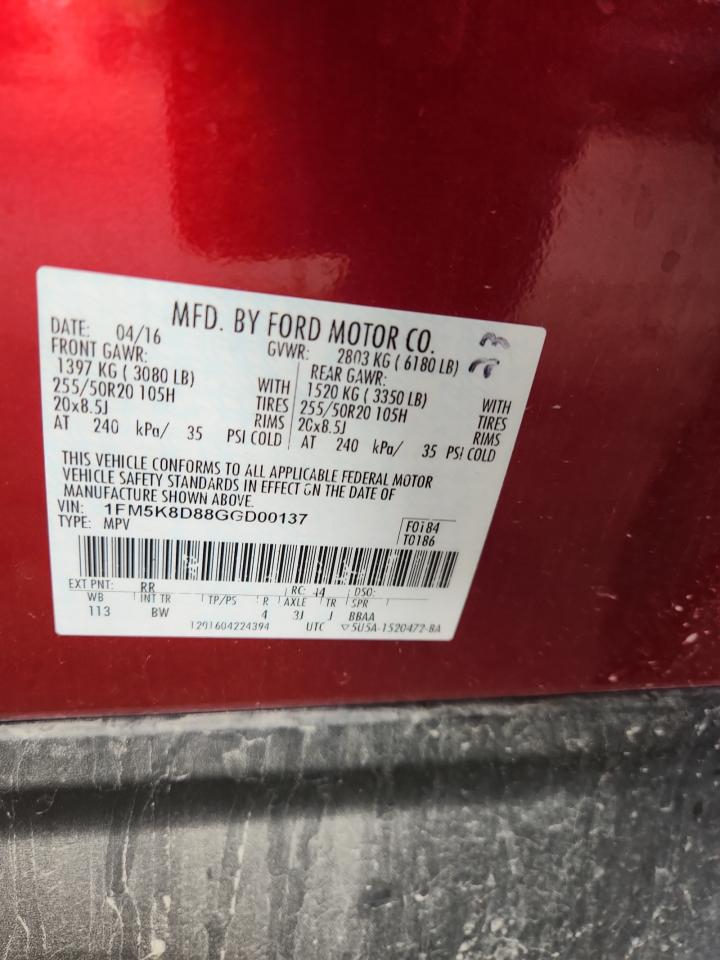 MFD. BY FORD MOTOR CO.
DATE: 04/16 GVWR: 2803 KG ( 6180 LB)
FRONT GAWR: REAR GAWR:
1397 KG ( 3080 LB) WITH 1520 KG ( 3350 LB) WITH
255/50R20 105H TIRES 255/50R20 105H TIRES
20x8.5J RIMS 20x8.5J RIMS
AT 240 kPa/ 35 PSI COLD AT 240 kPa/ 35 PSI COLD
THIS VEHICLE CONFORMS TO ALL APPLICABLE FEDERAL MOTOR
VEHICLE SAFETY STANDARDS IN EFFECT ON THE DATE OF
MANUFACTURE SHOWN ABOVE.
VIN: 1FM5K8D88GGD00137
TYPE: MPV
F0184
T0186
EXT PNT: RR RC: 44 DSO:
WB INT TR TP/PS R AXLE TR SPR
113 BW 4 3J J BBAA
1201604224394 UTC ▽5U5A-1520472-BA